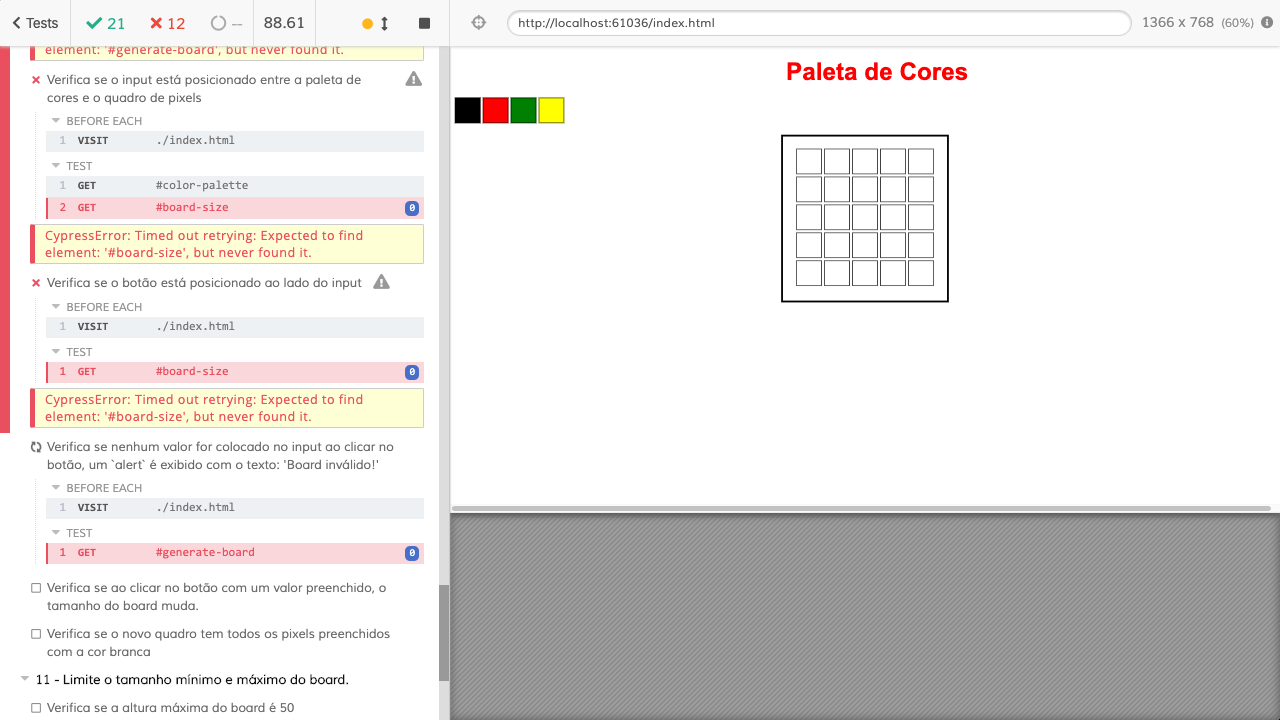 Tests 21 12 -- 88.61
http://localhost:61036/index.html 1366 x 768 (60%)
element: '#generate-board', but never found it.
Verifica se o input está posicionado entre a paleta de
cores e o quadro de pixels
BEFORE EACH
1 VISIT ./index.html
TEST
1 GET #color-palette
2 GET #board-size 0
CypressError: Timed out retrying: Expected to find
element: '#board-size', but never found it.
Verifica se o botão está posicionado ao lado do input
BEFORE EACH
1 VISIT ./index.html
TEST
1 GET #board-size 0
CypressError: Timed out retrying: Expected to find
element: '#board-size', but never found it.
Verifica se nenhum valor for colocado no input ao clicar no
botão, um `alert` é exibido com o texto: 'Board inválido!'
BEFORE EACH
1 VISIT ./index.html
TEST
1 GET #generate-board 0
Verifica se ao clicar no botão com um valor preenchido, o
tamanho do board muda.
Verifica se o novo quadro tem todos os pixels preenchidos
com a cor branca
11 - Limite o tamanho mínimo e máximo do board.
Verifica se a altura máxima do board é 50
Paleta de Cores